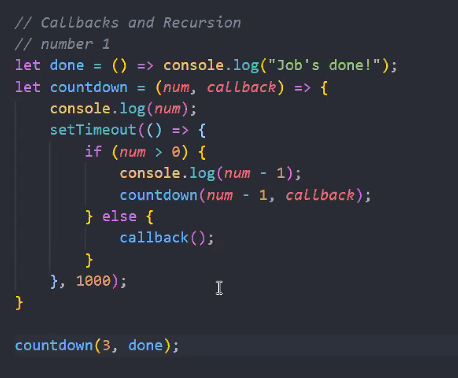 // Callbacks and Recursion
// number 1
let done = () => console.log("Job's done!");
let countdown = (num, callback) => {
    console.log(num);
    setTimeout(() => {
        if (num > 0) {
            console.log(num - 1);
            countdown(num - 1, callback);
        } else {
            callback();
        }
    }, 1000);
}
countdown(3, done);